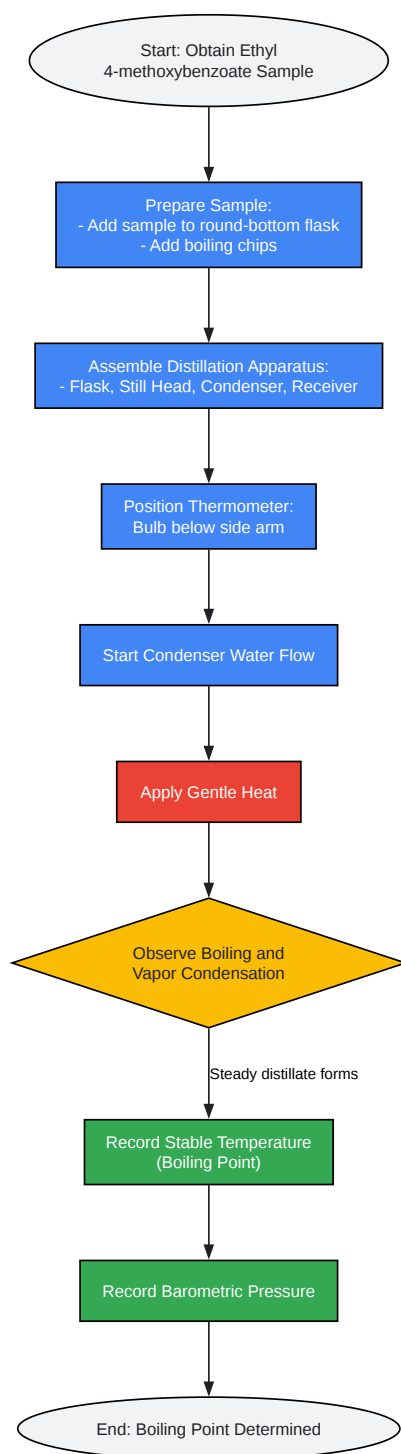 Start: Obtain Ethyl
4-methoxybenzoate Sample
Prepare Sample:
- Add sample to round-bottom flask
- Add boiling chips
Assemble Distillation Apparatus:
- Flask, Still Head, Condenser, Receiver
Position Thermometer:
Bulb below side arm
Start Condenser Water Flow
Apply Gentle Heat
Observe Boiling and
Vapor Condensation
Steady distillate forms
Record Stable Temperature
(Boiling Point)
Record Barometric Pressure
End: Boiling Point Determined